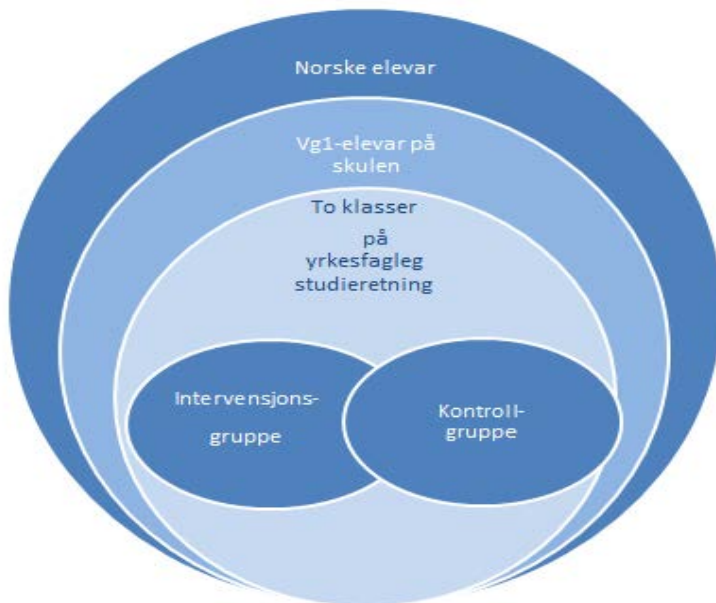 Norske elevar
Vg1-elevar på
skulen
To klasser
på
yrkesfagleg
studieretning
Intervensjons-
gruppe
Kontroll-
gruppe